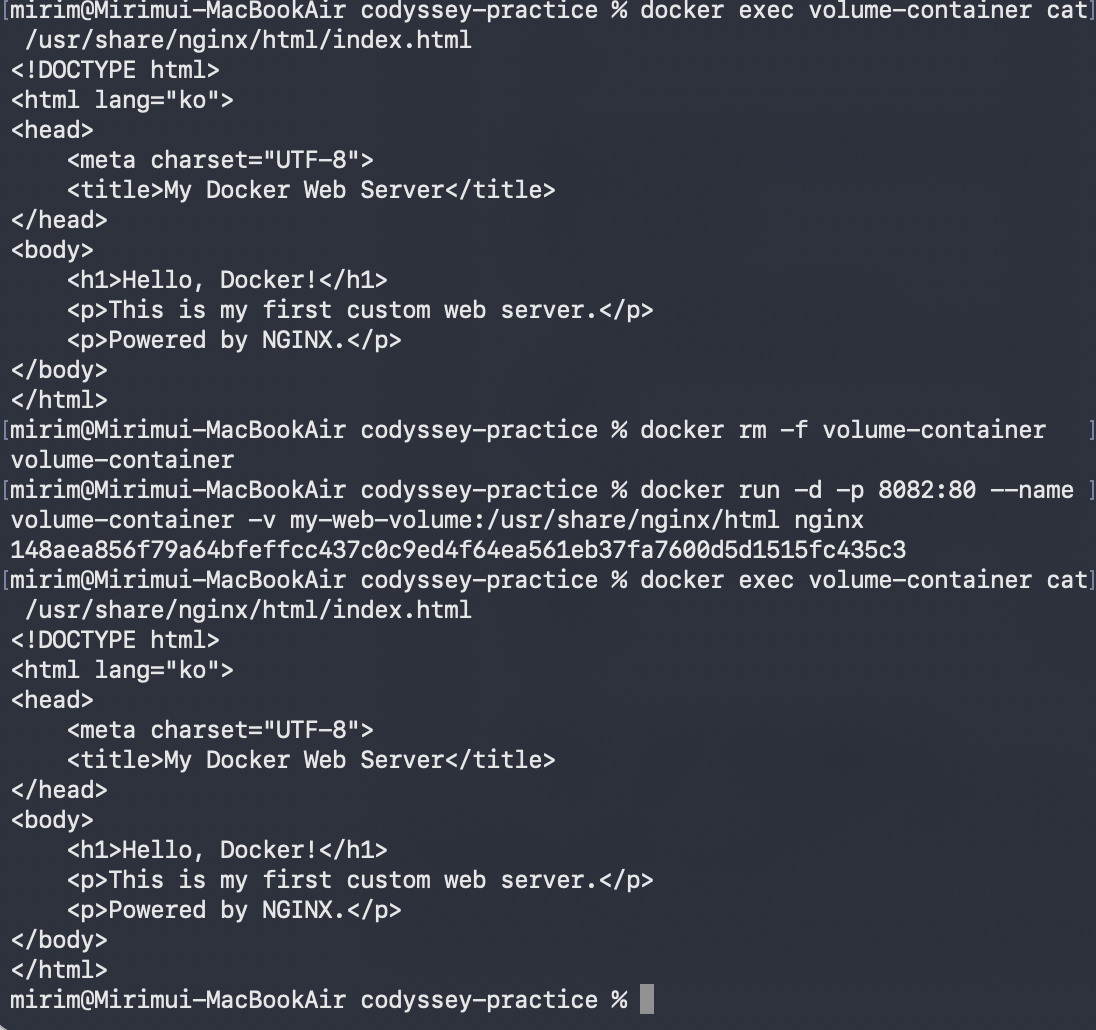 [mirim@Mirimui-MacBookAir codyssey-practice % docker exec volume-container cat]
 /usr/share/nginx/html/index.html
<!DOCTYPE html>
<html lang="ko">
<head>
    <meta charset="UTF-8">
    <title>My Docker Web Server</title>
</head>
<body>
    <h1>Hello, Docker!</h1>
    <p>This is my first custom web server.</p>
    <p>Powered by NGINX.</p>
</body>
</html>
[mirim@Mirimui-MacBookAir codyssey-practice % docker rm -f volume-container   ]
volume-container
[mirim@Mirimui-MacBookAir codyssey-practice % docker run -d -p 8082:80 --name ]
volume-container -v my-web-volume:/usr/share/nginx/html nginx
148aea856f79a64bfeffcc437c0c9ed4f64ea561eb37fa7600d5d1515fc435c3
[mirim@Mirimui-MacBookAir codyssey-practice % docker exec volume-container cat]
 /usr/share/nginx/html/index.html
<!DOCTYPE html>
<html lang="ko">
<head>
    <meta charset="UTF-8">
    <title>My Docker Web Server</title>
</head>
<body>
    <h1>Hello, Docker!</h1>
    <p>This is my first custom web server.</p>
    <p>Powered by NGINX.</p>
</body>
</html>
mirim@Mirimui-MacBookAir codyssey-practice %